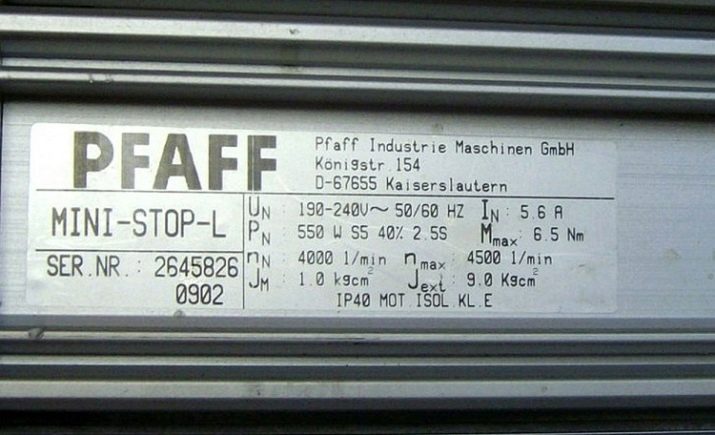 PFAFF
Pfaff Industrie Maschinen GmbH
Königstr.154
D-67655 Kaiserslautern
MINI-STOP-L
SER.NR.: 2645826
0902
UN : 190-240V~ 50/60 HZ IN : 5.6 A
PN : 550 W S5 40% 2.5S Mmax : 6.5 Nm
nN : 4000 1/min nmax : 4500 1/min
JM : 1.0 kgcm² Jext : 9.0 Kgcm²
IP40 MOT.ISOL.KL.E